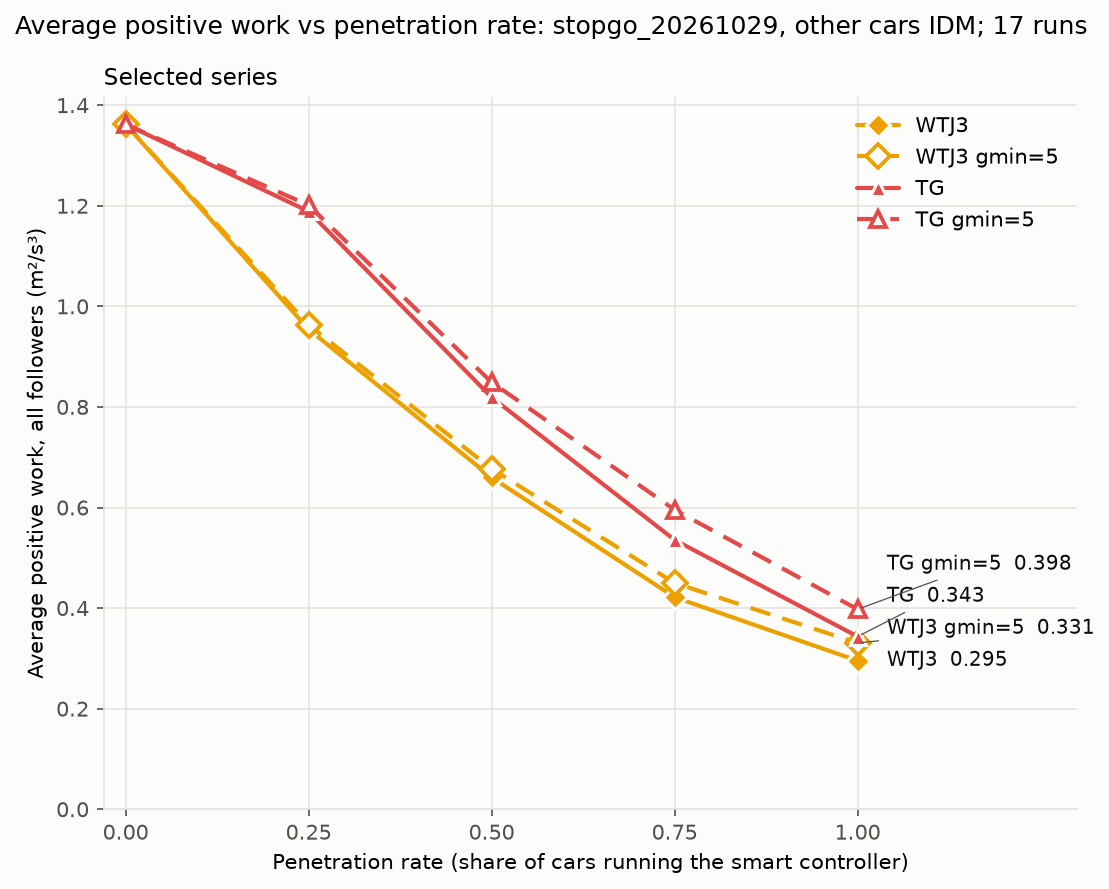 Average positive work vs penetration rate: stopgo_20261029, other cars IDM; 17 runs
Selected series
WTJ3
WTJ3 gmin=5
TG
TG gmin=5
Average positive work, all followers (m²/s³)
1.4
1.2
1.0
0.8
0.6
0.4
0.2
0.0
TG gmin=5 0.398
TG 0.343
WTJ3 gmin=5 0.331
WTJ3 0.295
0.00 0.25 0.50 0.75 1.00
Penetration rate (share of cars running the smart controller)